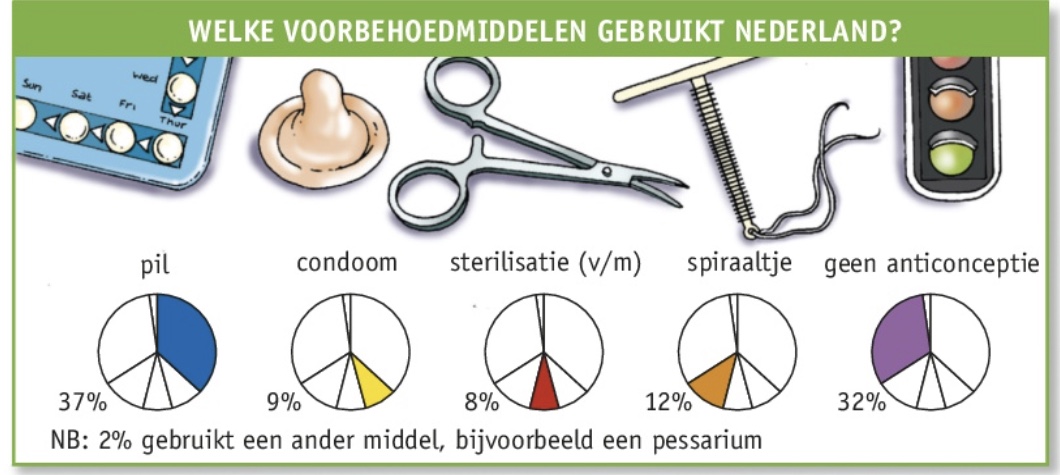 WELKE VOORBEHOEDMIDDELEN GEBRUIKT NEDERLAND?
Sun
Sat
Fri
Wed
Thur
pil
condoom
sterilisatie (v/m)
spiraaltje
geen anticonceptie
37%
9%
8%
12%
32%
NB: 2% gebruikt een ander middel, bijvoorbeeld een pessarium